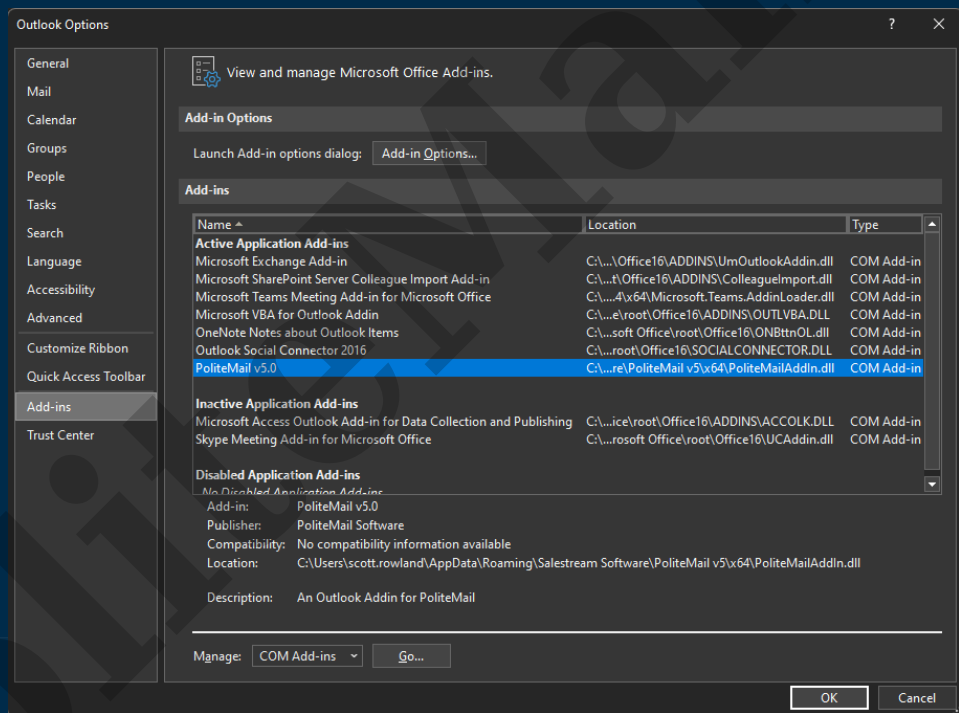 Outlook Options
? ×
General
Mail
Calendar
Groups
People
Tasks
Search
Language
Accessibility
Advanced
Customize Ribbon
Quick Access Toolbar
Add-ins
Trust Center
View and manage Microsoft Office Add-ins.
Add-in Options
Launch Add-in options dialog: Add-in Options...
Add-ins
Name Location Type
Active Application Add-ins
Microsoft Exchange Add-in C:\...\Office16\ADDINS\UmOutlookAddin.dll COM Add-in
Microsoft SharePoint Server Colleague Import Add-in C:\...t\Office16\ADDINS\ColleagueImport.dll COM Add-in
Microsoft Teams Meeting Add-in for Microsoft Office C:\...4\x64\Microsoft.Teams.AddinLoader.dll COM Add-in
Microsoft VBA for Outlook Addin C:\...e\root\Office16\ADDINS\OUTLVBA.DLL COM Add-in
OneNote Notes about Outlook Items C:\...soft Office\root\Office16\ONBttnOL.dll COM Add-in
Outlook Social Connector 2016 C:\...root\Office16\SOCIALCONNECTOR.DLL COM Add-in
PoliteMail v5.0 C:\...re\PoliteMail v5\x64\PoliteMailAddIn.dll COM Add-in
Inactive Application Add-ins
Microsoft Access Outlook Add-in for Data Collection and Publishing C:\...ice\root\Office16\ADDINS\ACCOLK.DLL COM Add-in
Skype Meeting Add-in for Microsoft Office C:\...rosoft Office\root\Office16\UCAddin.dll COM Add-in
Disabled Application Add-ins
No Disabled Application Add-ins
Add-in: PoliteMail v5.0
Publisher: PoliteMail Software
Compatibility: No compatibility information available
Location: C:\Users\scott.rowland\AppData\Roaming\Salestream Software\PoliteMail v5\x64\PoliteMailAddIn.dll
Description: An Outlook Addin for PoliteMail
Manage: COM Add-ins Go...
OK Cancel